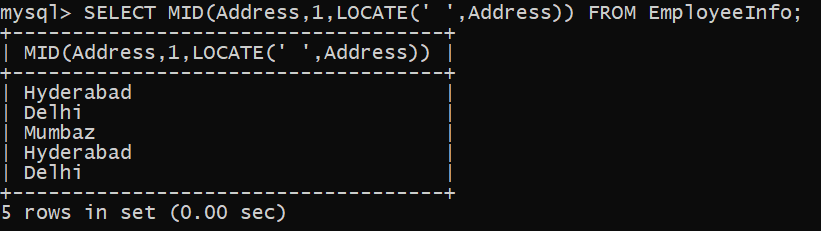 mysql> SELECT MID(Address,1,LOCATE(' ',Address)) FROM EmployeeInfo;
+------------------------------------+
| MID(Address,1,LOCATE(' ',Address)) |
+------------------------------------+
| Hyderabad                          |
| Delhi                              |
| Mumbaz                             |
| Hyderabad                          |
| Delhi                              |
+------------------------------------+
5 rows in set (0.00 sec)